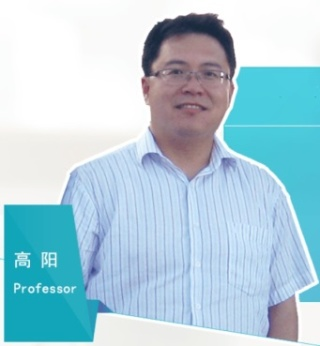 高 阳
Professor